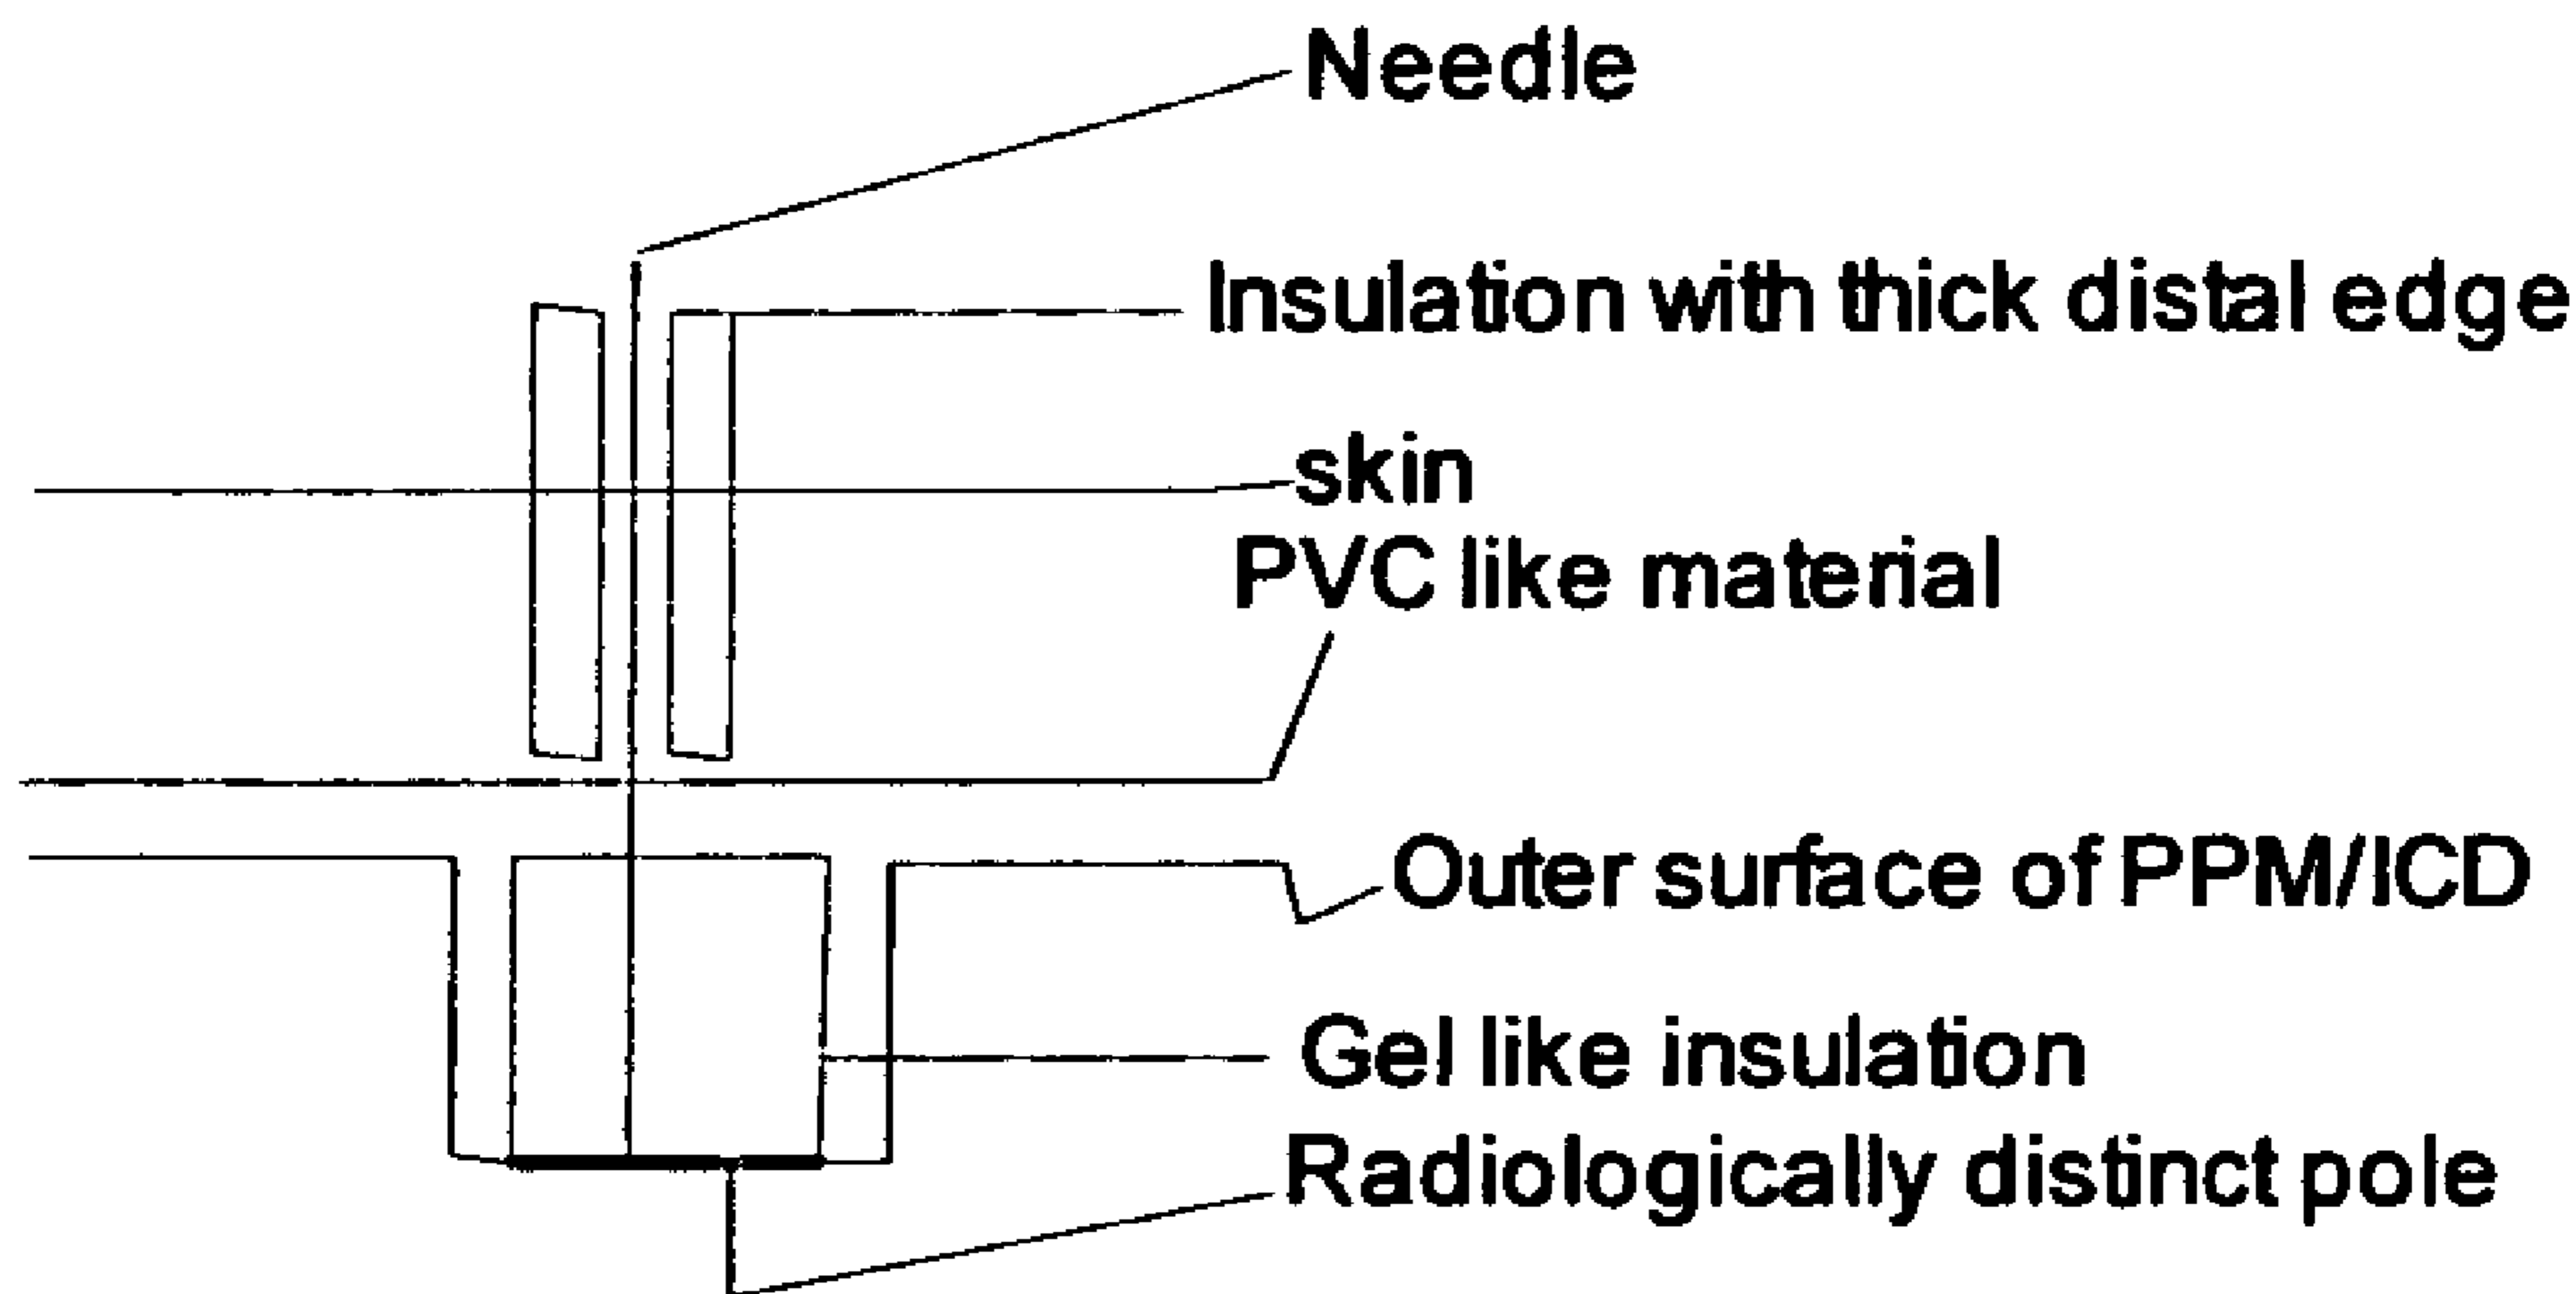 Needle
Insulation with thick distal edge
skin
PVC like material
Outer surface of PPM/ICD
Gel like insulation
Radiologically distinct pole